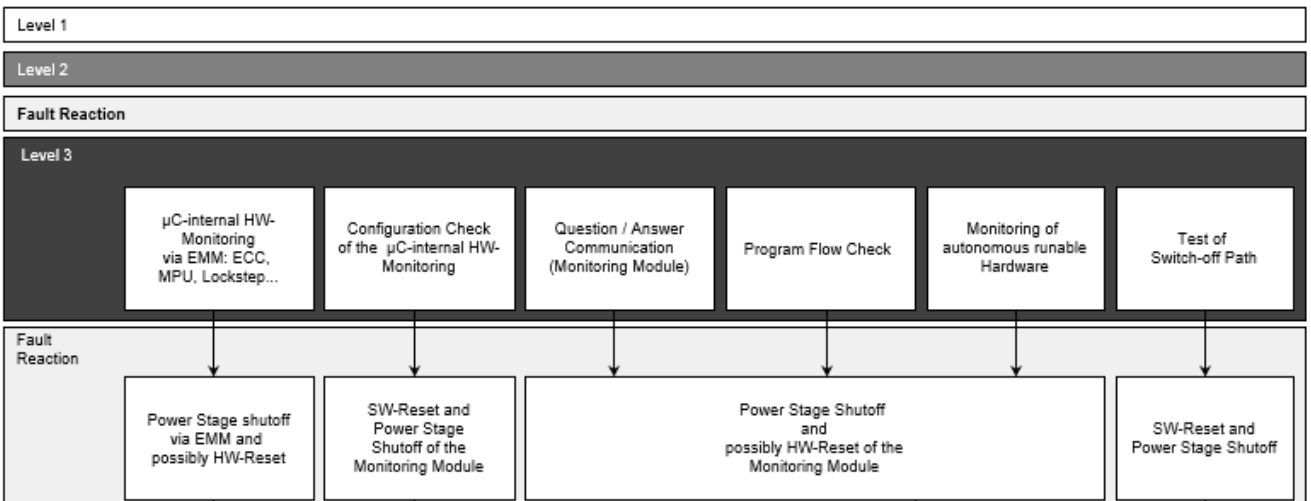 Level 1
Level 2
Fault Reaction
Level 3
µC-internal HW-
Monitoring
via EMM: ECC,
MPU, Lockstep...
Configuration Check
of the µC-internal HW-
Monitoring
Question / Answer
Communication
(Monitoring Module)
Program Flow Check
Monitoring of
autonomous runable
Hardware
Test of
Switch-off Path
Fault
Reaction
Power Stage shutoff
via EMM and
possibly HW-Reset
SW-Reset and
Power Stage
Shutoff of the
Monitoring Module
Power Stage Shutoff
and
possibly HW-Reset of the
Monitoring Module
SW-Reset and
Power Stage Shutoff